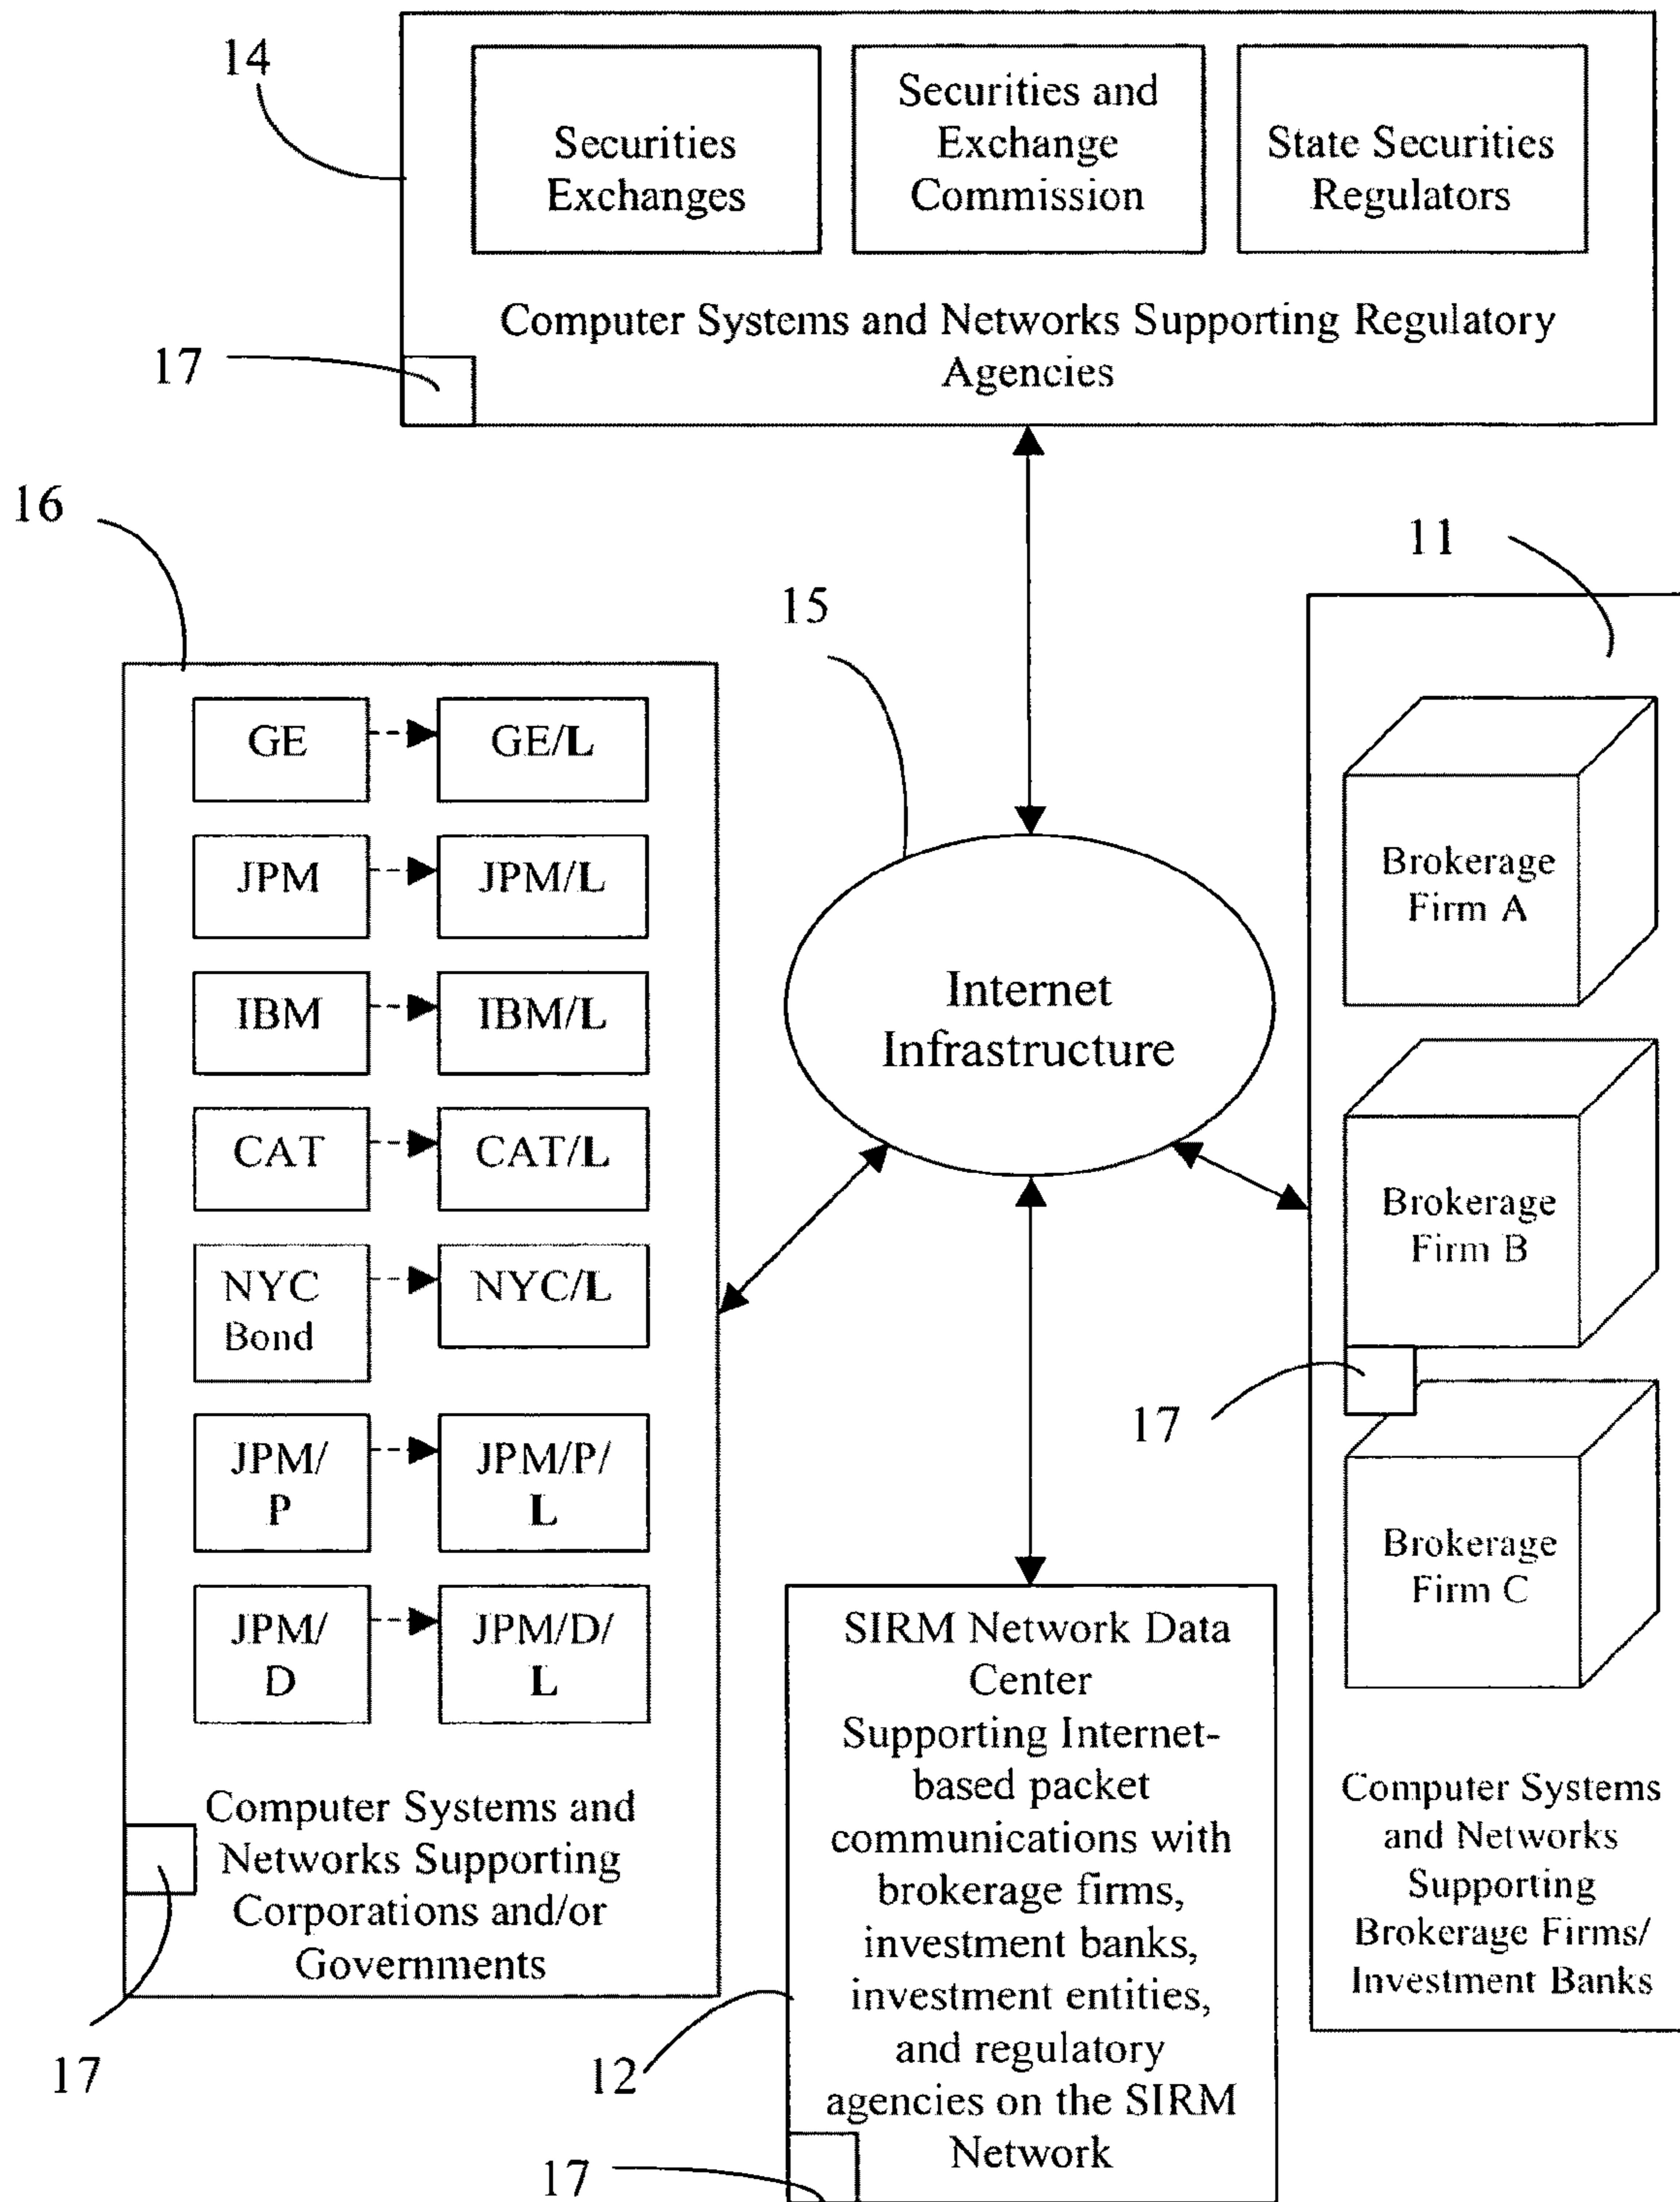 14
Securities
Exchanges
Securities and
Exchange
Commission
State Securities
Regulators
Computer Systems and Networks Supporting Regulatory
Agencies
17
16
11
15
GE
GE/L
JPM
JPM/L
IBM
IBM/L
CAT
CAT/L
NYC
Bond
NYC/L
JPM/
P
JPM/P/
L
JPM/
D
JPM/D/
L
Computer Systems and
Networks Supporting
Corporations and/or
Governments
17
Internet
Infrastructure
Brokerage
Firm A
Brokerage
Firm B
17
Brokerage
Firm C
Computer Systems
and Networks
Supporting
Brokerage Firms/
Investment Banks
SIRM Network Data
Center
Supporting Internet-
based packet
communications with
brokerage firms,
investment banks,
investment entities,
and regulatory
agencies on the SIRM
Network
12
17